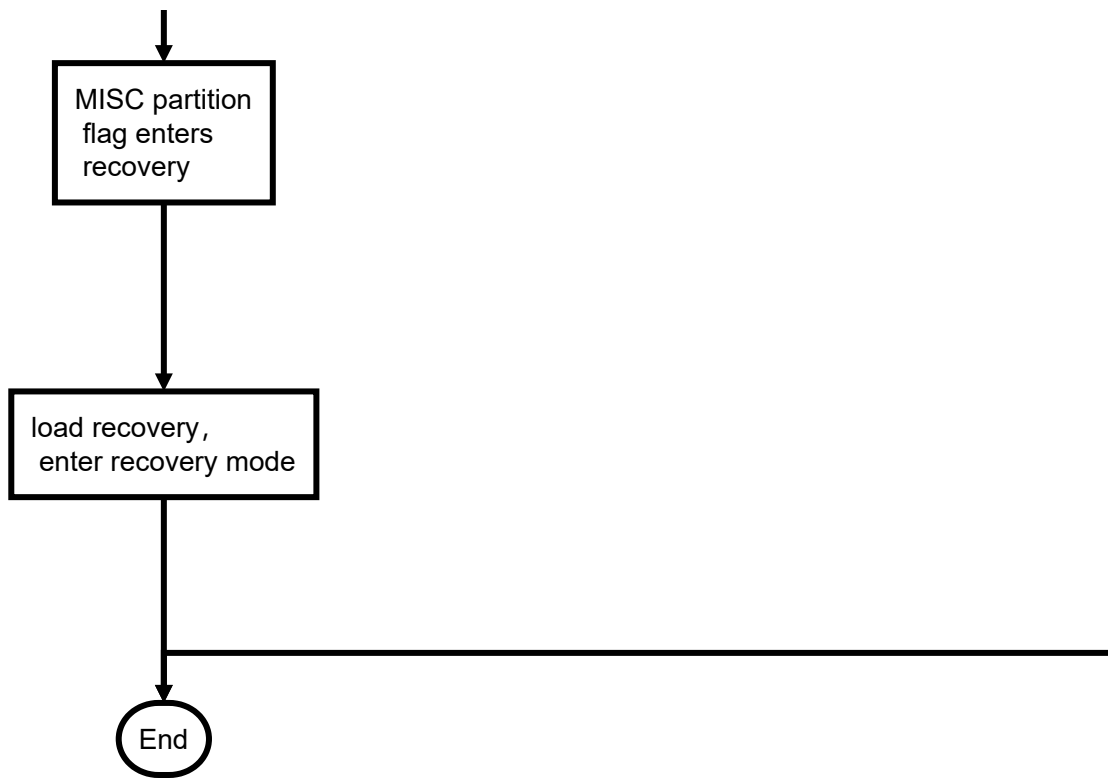 MISC partition
flag enters
recovery
load recovery，
enter recovery mode
End